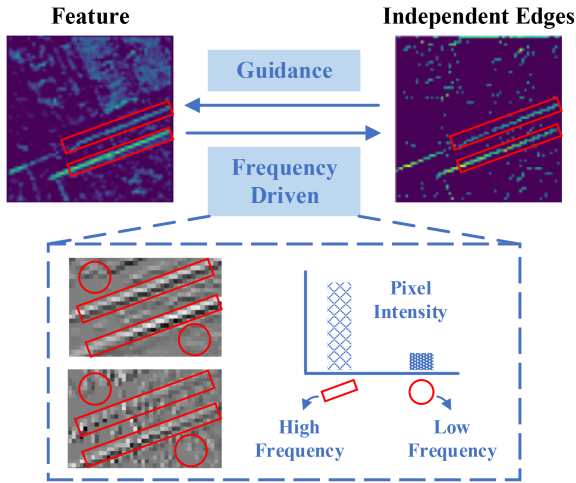 Feature
Independent Edges
Guidance
Frequency
Driven
Pixel
Intensity
High
Frequency
Low
Frequency